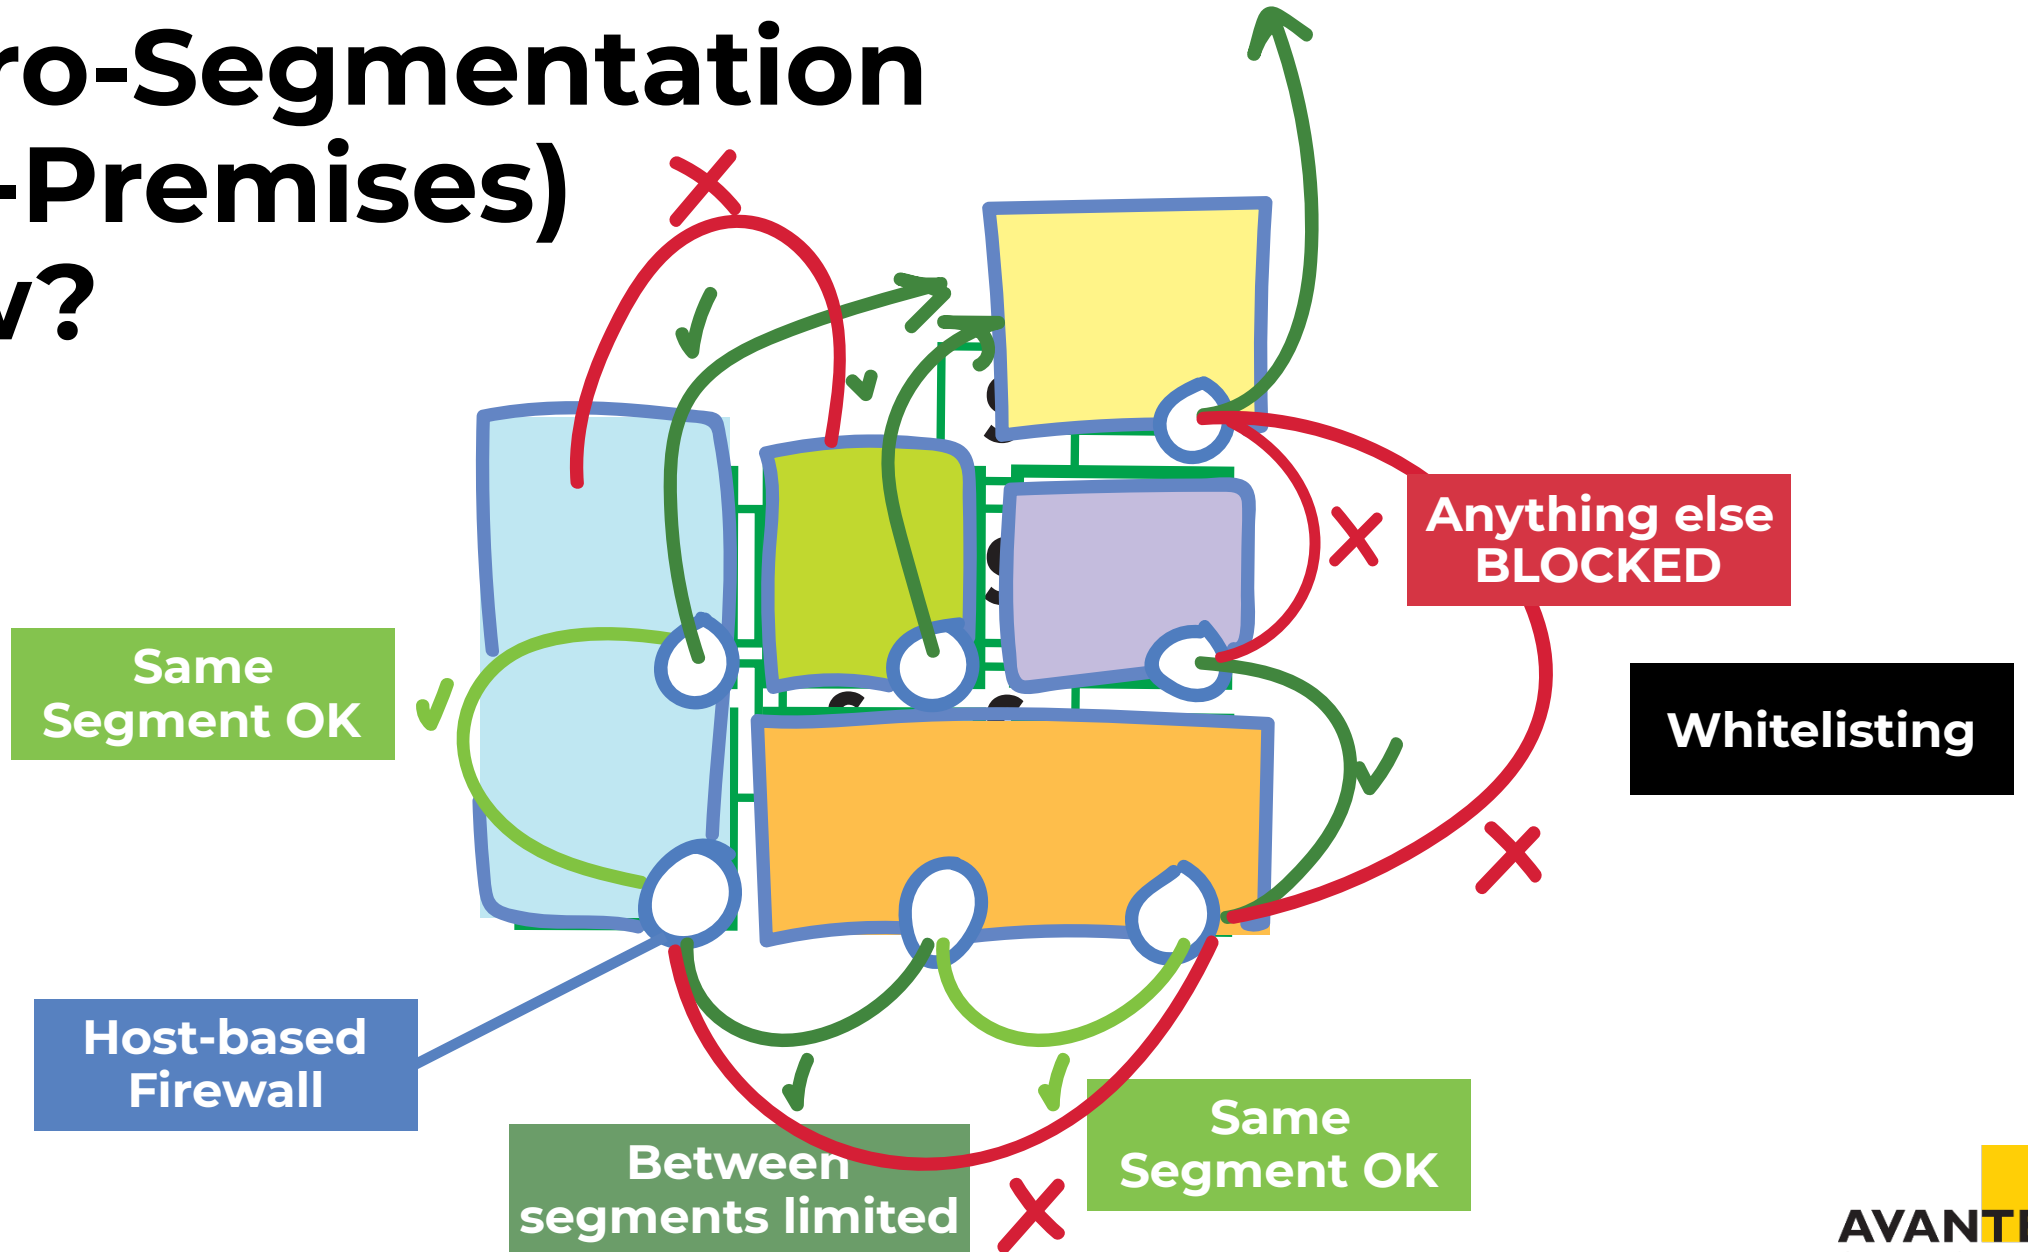 ro-Segmentation
-Premises)
v?
Anything else
BLOCKED
Same
Segment OK
Whitelisting
Host-based
Firewall
Between
segments limited
Same
Segment OK
AVANT